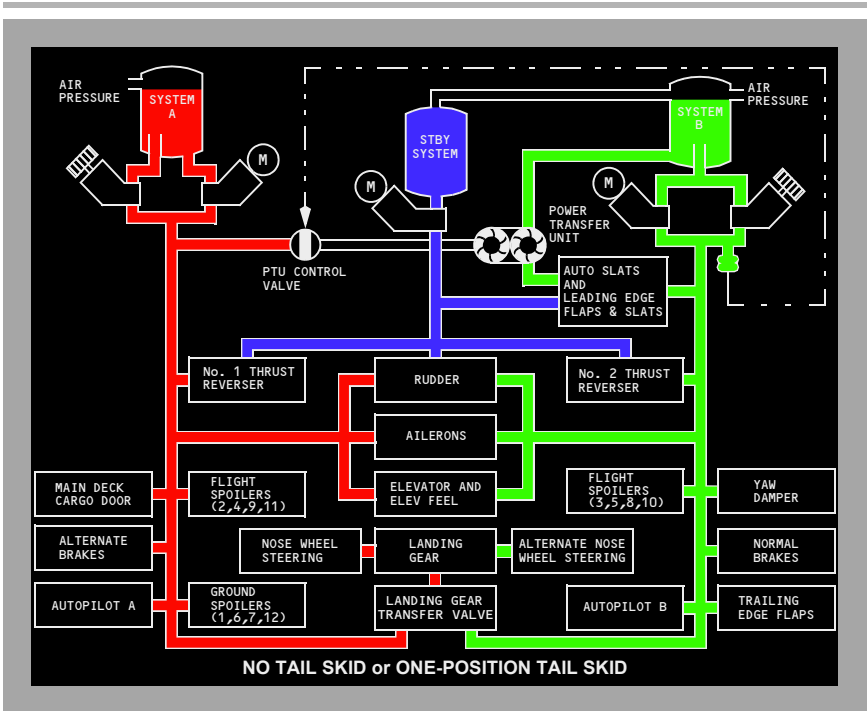 AIR
PRESSURE
SYSTEM
A
M
STBY
SYSTEM
M
AIR
PRESSURE
SYSTEM
B
M
POWER
TRANSFER
UNIT
PTU CONTROL
VALVE
AUTO SLATS
AND
LEADING EDGE
FLAPS & SLATS
No. 1 THRUST
REVERSER
RUDDER
No. 2 THRUST
REVERSER
AILERONS
MAIN DECK
CARGO DOOR
FLIGHT
SPOILERS
(2,4,9,11)
ELEVATOR AND
ELEV FEEL
FLIGHT
SPOILERS
(3,5,8,10)
YAW
DAMPER
ALTERNATE
BRAKES
NOSE WHEEL
STEERING
LANDING
GEAR
ALTERNATE NOSE
WHEEL STEERING
NORMAL
BRAKES
AUTOPILOT A
GROUND
SPOILERS
(1,6,7,12)
LANDING GEAR
TRANSFER VALVE
AUTOPILOT B
TRAILING
EDGE FLAPS
NO TAIL SKID or ONE-POSITION TAIL SKID